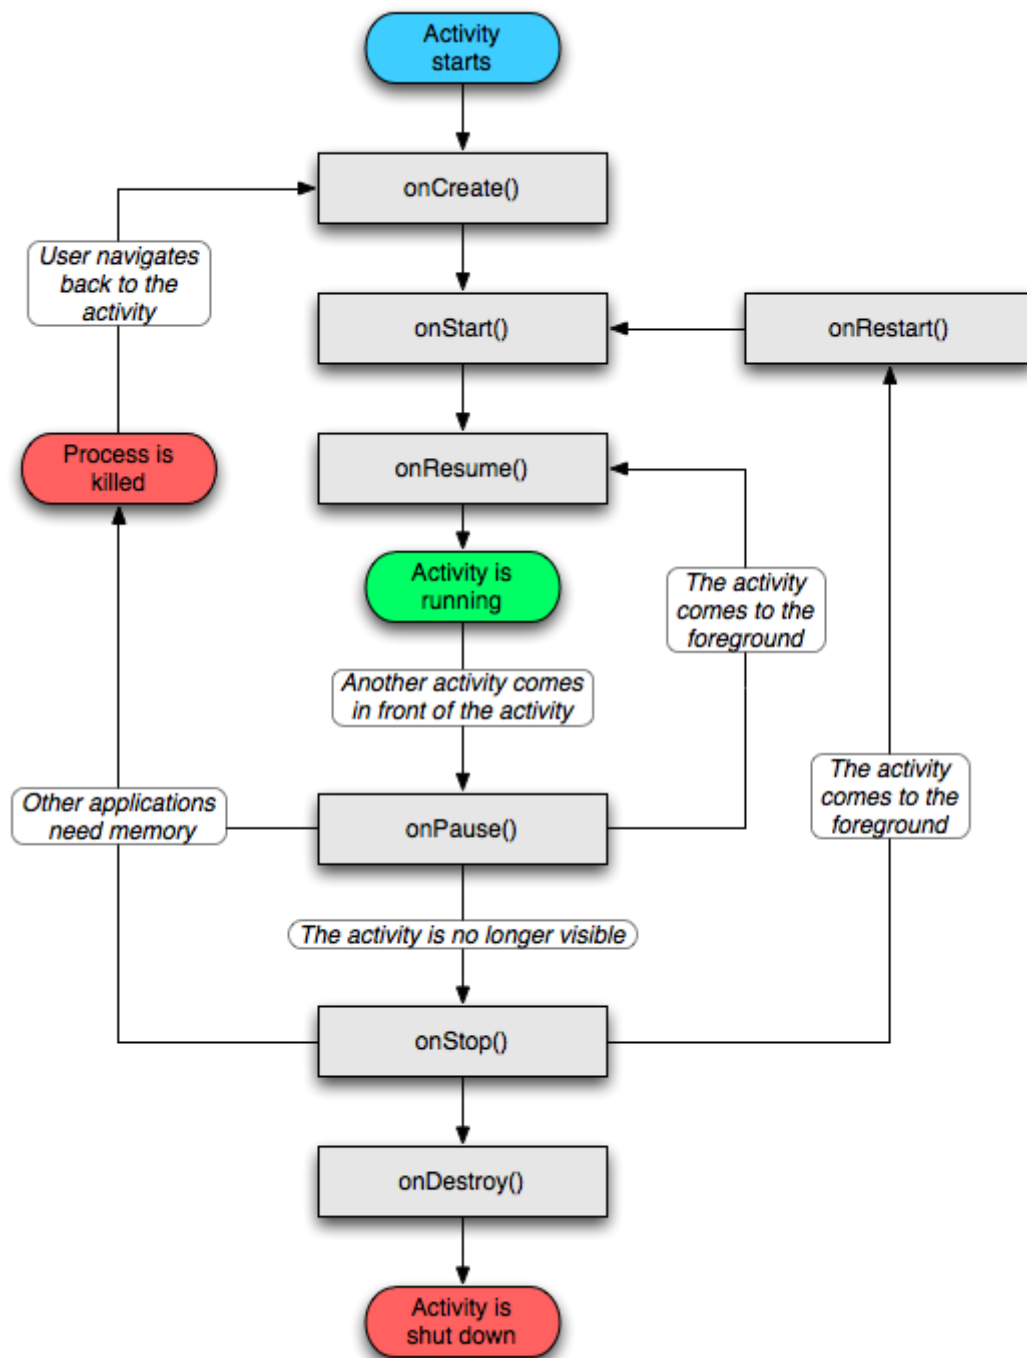 Activity
starts
onCreate()
User navigates
back to the
activity
onStart()
onRestart()
Process is
killed
onResume()
Activity is
running
The activity
comes to the
foreground
Another activity comes
in front of the activity
The activity
comes to the
foreground
Other applications
need memory
onPause()
The activity is no longer visible
onStop()
onDestroy()
Activity is
shut down